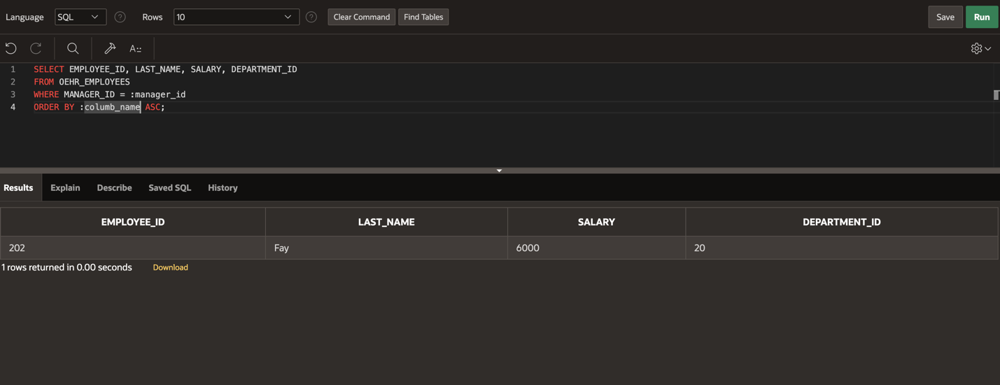 Language SQL ? Rows 10 ? Clear Command Find Tables Save Run
A::
1 SELECT EMPLOYEE_ID, LAST_NAME, SALARY, DEPARTMENT_ID
2 FROM OEHR_EMPLOYEES
3 WHERE MANAGER_ID = :manager_id
4 ORDER BY :columb_name ASC;
Results Explain Describe Saved SQL History
EMPLOYEE_ID LAST_NAME SALARY DEPARTMENT_ID
202 Fay 6000 20
1 rows returned in 0.00 seconds Download